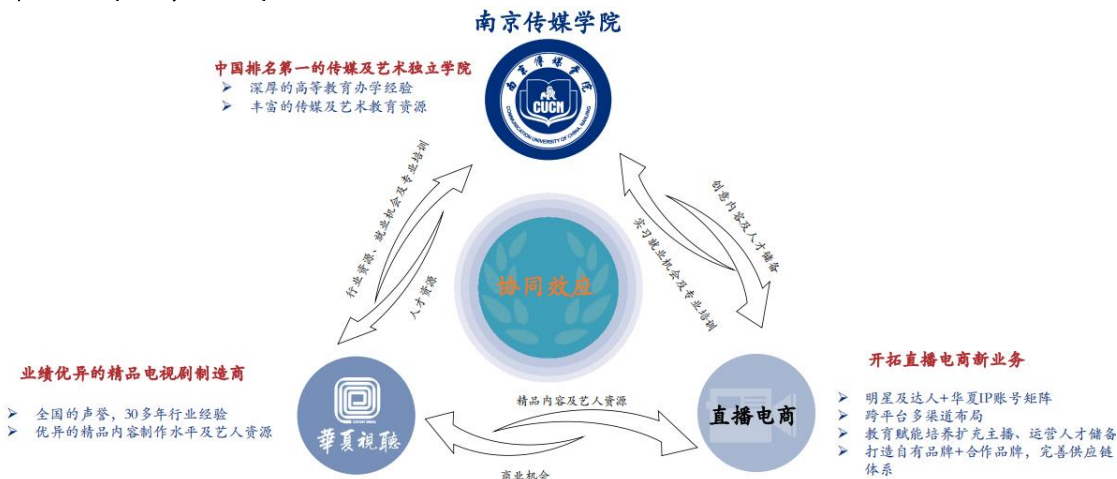 南京传媒学院
中国排名第一的传媒及艺术独立学院
➢ 深厚的高等教育办学经验
➢ 丰富的传媒及艺术教育资源
南京传媒学院
CUCN
COMMUNICATION UNIVERSITY OF CHINA, NANJING
行业资源、就业机会及专业培训
人才资源
创意内容及人才储备
实习就业机会及专业培训
协同效应
业绩优异的精品电视剧制造商
➢ 全国的声誉，30多年行业经验
➢ 优异的精品内容制作水平及艺人资源
華夏視聽
精品内容及艺人资源
商业机会
直播电商
开拓直播电商新业务
➢ 明星及达人+华夏IP账号矩阵
➢ 跨平台多渠道布局
➢ 教育赋能培养扩充主播、运营人才储备
➢ 打造自有品牌+合作品牌，完善供应链
体系